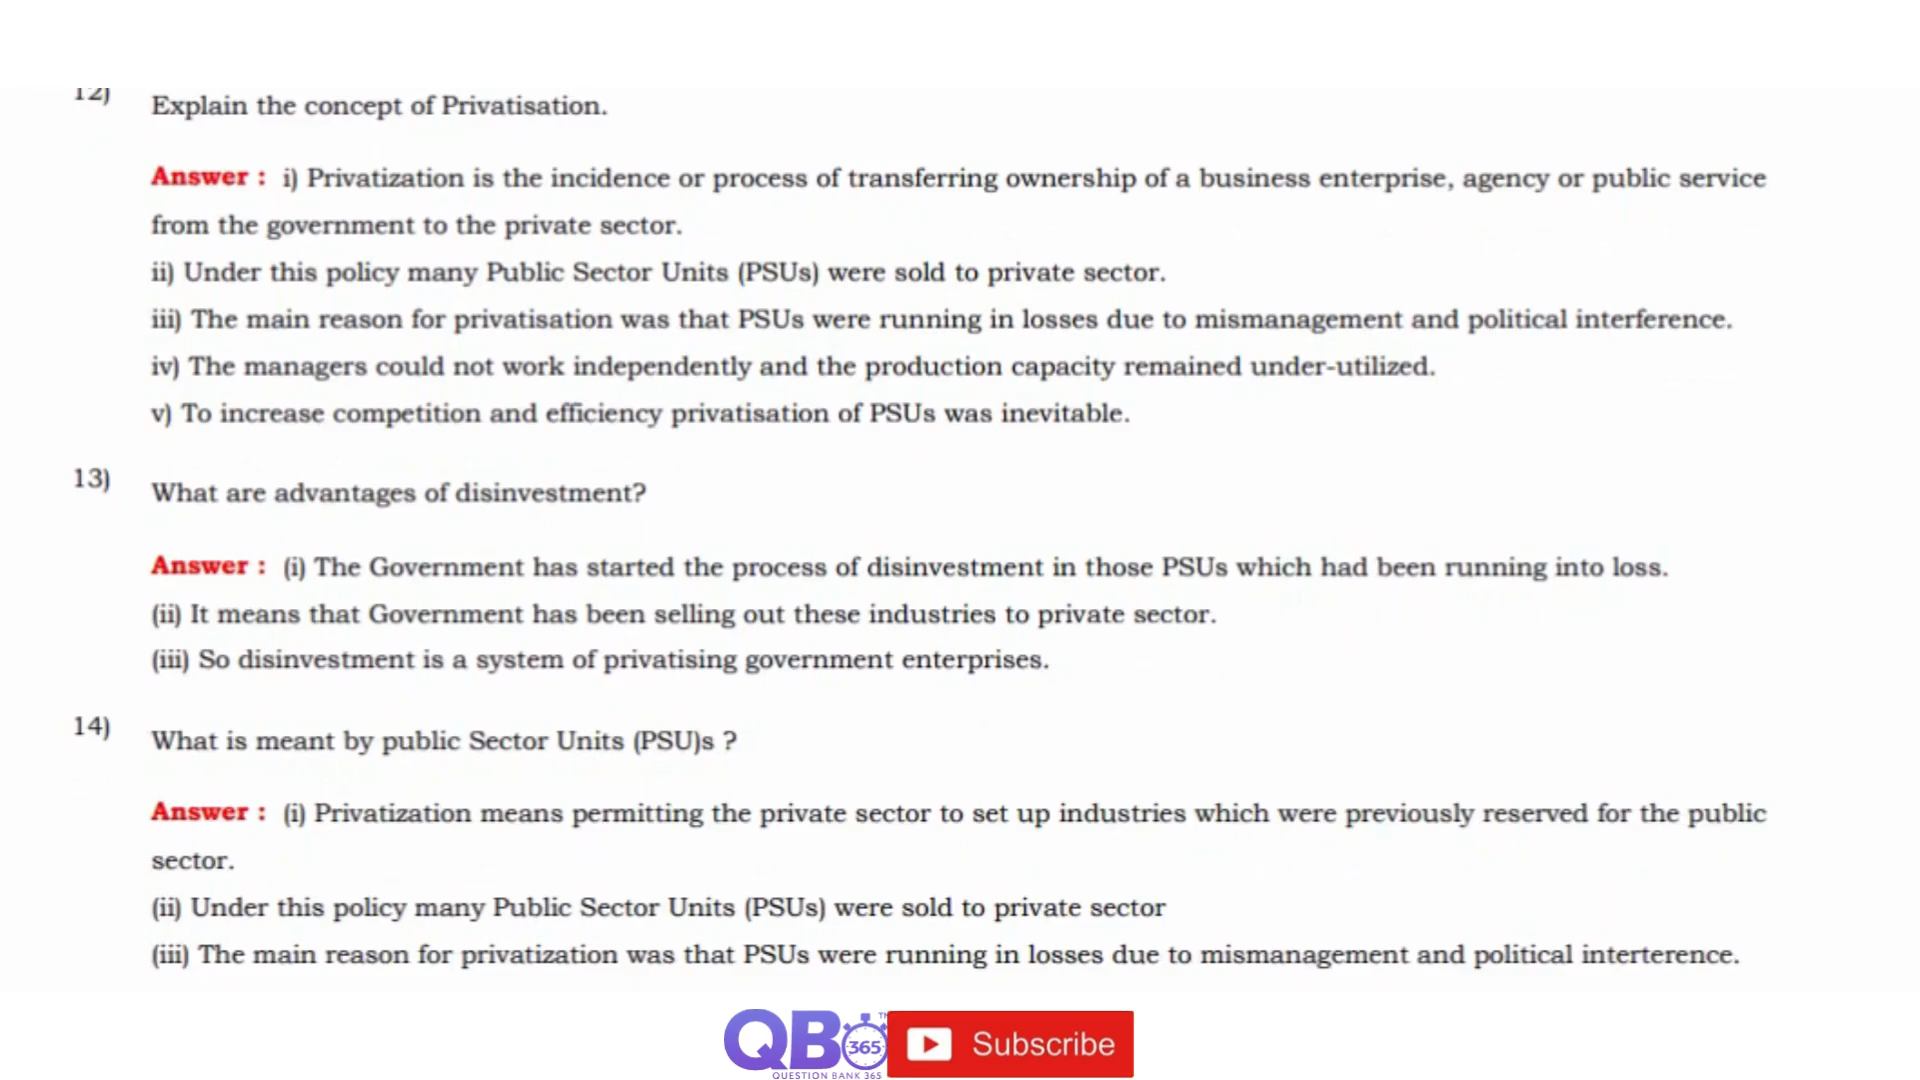 12)
Explain the concept of Privatisation.
Answer : i) Privatization is the incidence or process of transferring ownership of a business enterprise, agency or public service
from the government to the private sector.
ii) Under this policy many Public Sector Units (PSUs) were sold to private sector.
iii) The main reason for privatisation was that PSUs were running in losses due to mismanagement and political interference.
iv) The managers could not work independently and the production capacity remained under-utilized.
v) To increase competition and efficiency privatisation of PSUs was inevitable.
13)
What are advantages of disinvestment?
Answer : (i) The Government has started the process of disinvestment in those PSUs which had been running into loss.
(ii) It means that Government has been selling out these industries to private sector.
(iii) So disinvestment is a system of privatising government enterprises.
14)
What is meant by public Sector Units (PSU)s ?
Answer : (i) Privatization means permitting the private sector to set up industries which were previously reserved for the public
sector.
(ii) Under this policy many Public Sector Units (PSUs) were sold to private sector
(iii) The main reason for privatization was that PSUs were running in losses due to mismanagement and political interterence.
QB 365 TM
QUESTION BANK 365
Subscribe